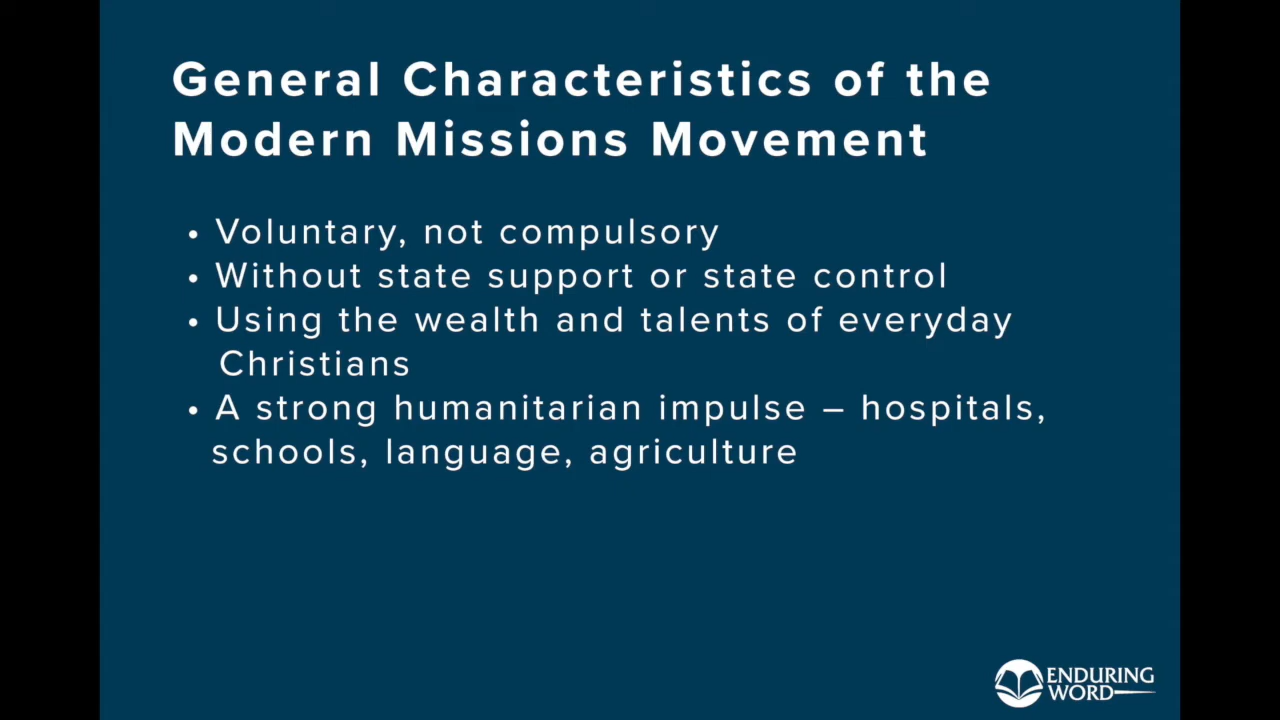 General Characteristics of the
Modern Missions Movement
• Voluntary, not compulsory
• Without state support or state control
• Using the wealth and talents of everyday
Christians
• A strong humanitarian impulse – hospitals,
schools, language, agriculture
ENDURING
WORD